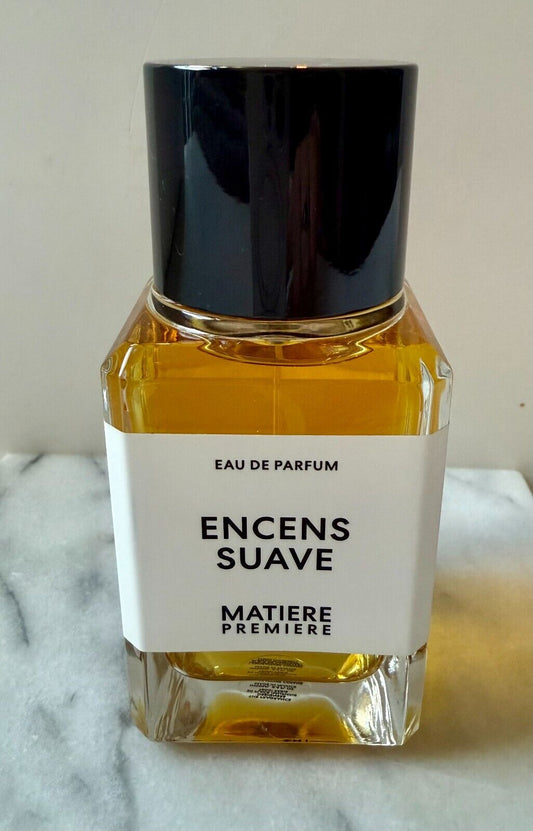 EAU DE PARFUM
ENCENS
SUAVE
MATIERE
PREMIERE